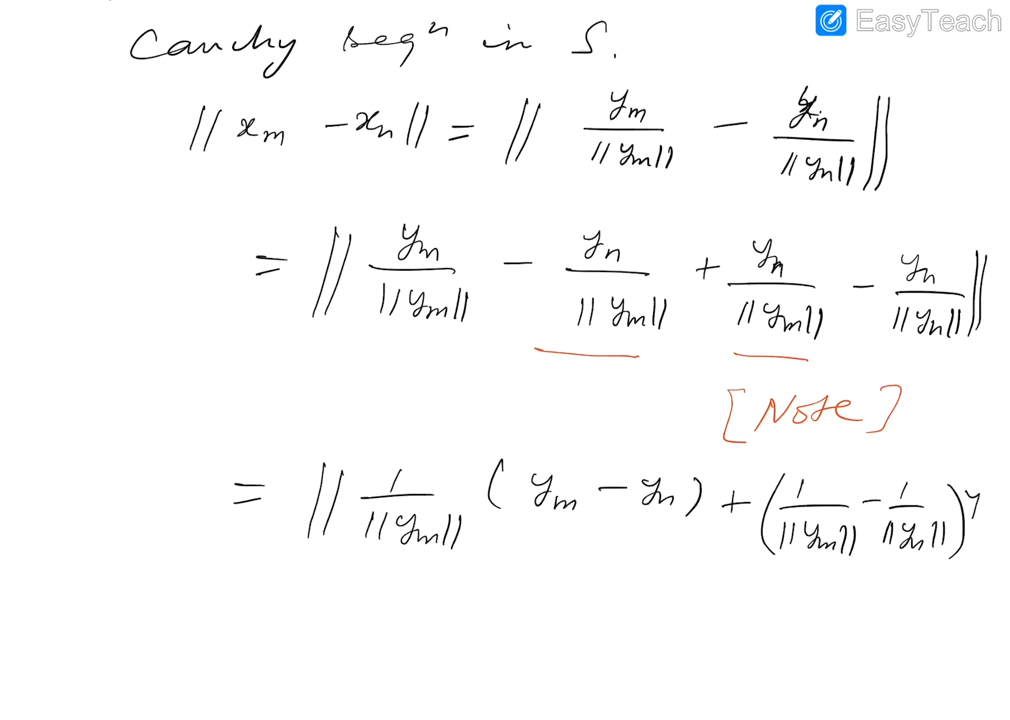 EasyTeach
Cauchy seqⁿ in S.
|| xₘ − xₙ || = || yₘ/||yₘ|| − yₙ/||yₙ|| ||
= || yₘ/||yₘ|| − yₙ/||yₘ|| + yₙ/||yₘ|| − yₙ/||yₙ|| ||
[Note]
= || 1/||yₘ|| (yₘ − yₙ) + (1/||yₘ|| − 1/||yₙ||) y